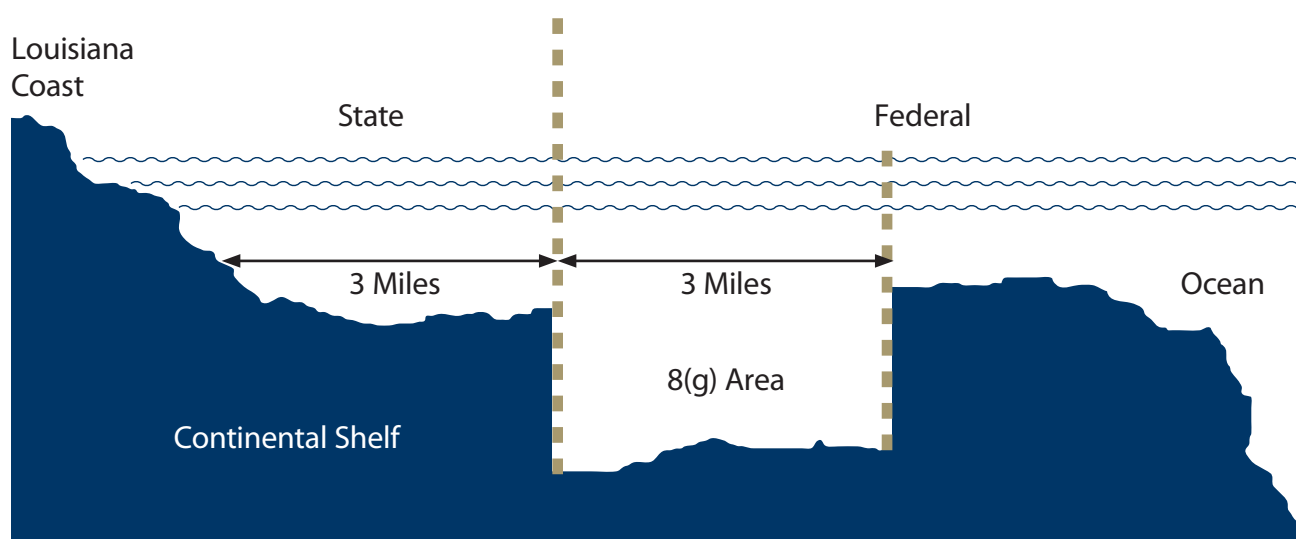 Louisiana
Coast
State
Federal
3 Miles
3 Miles
Ocean
8(g) Area
Continental Shelf